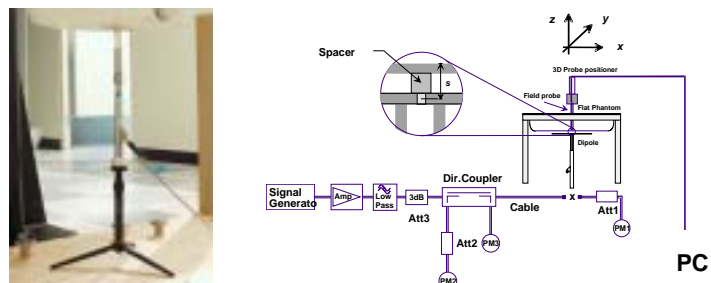 z
y
x
Spacer
s
3D Probe positioner
Field probe
Flat Phantom
Dipole
Dir.Coupler
Signal
Generato
Amp
Low
Pass
3dB
Att3
Cable
x
Att1
Att2
PM3
PM1
PM2
PC